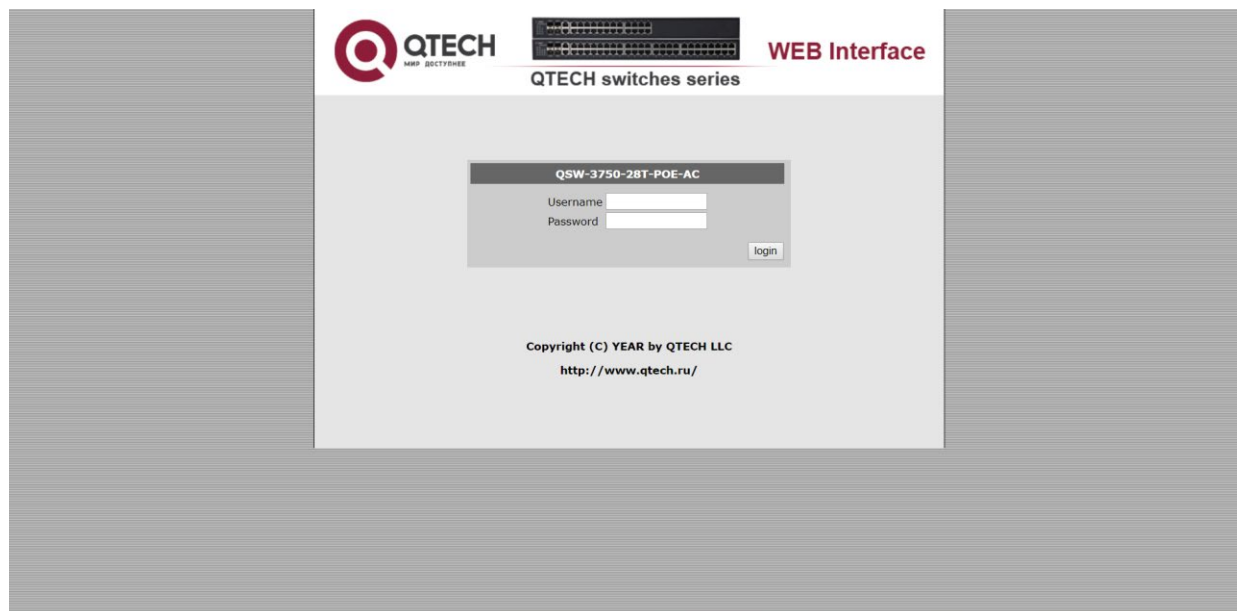 QTECH
МИР ДОСТУПНЕЕ
WEB Interface
QTECH switches series
QSW-3750-28T-POE-AC
Username
Password
login
Copyright (C) YEAR by QTECH LLC
http://www.qtech.ru/